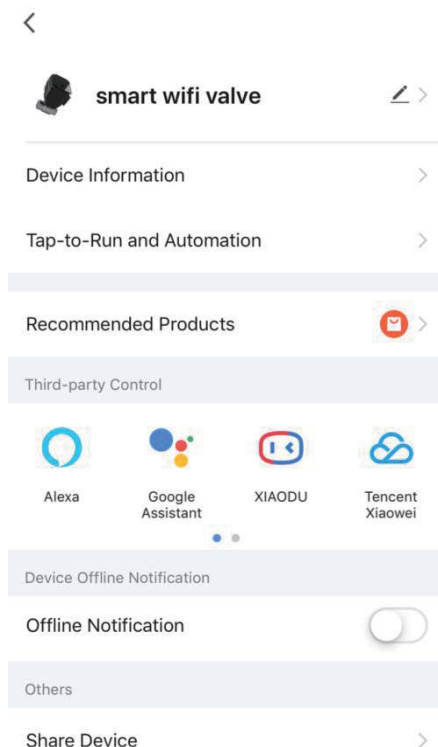 smart wifi valve
Device Information
Tap-to-Run and Automation
Recommended Products
Third-party Control
Alexa
Google
Assistant
XIAODU
Tencent
Xiaowei
Device Offline Notification
Offline Notification
Others
Share Device